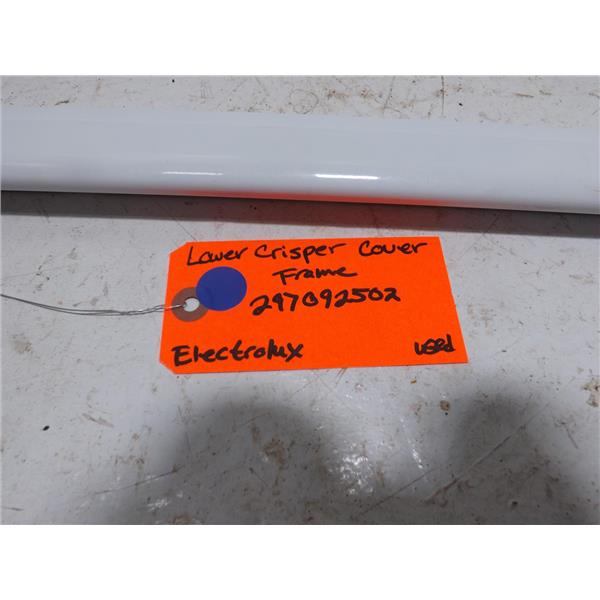 Lower Crisper Cover
Frame
297092502
Electrolux used